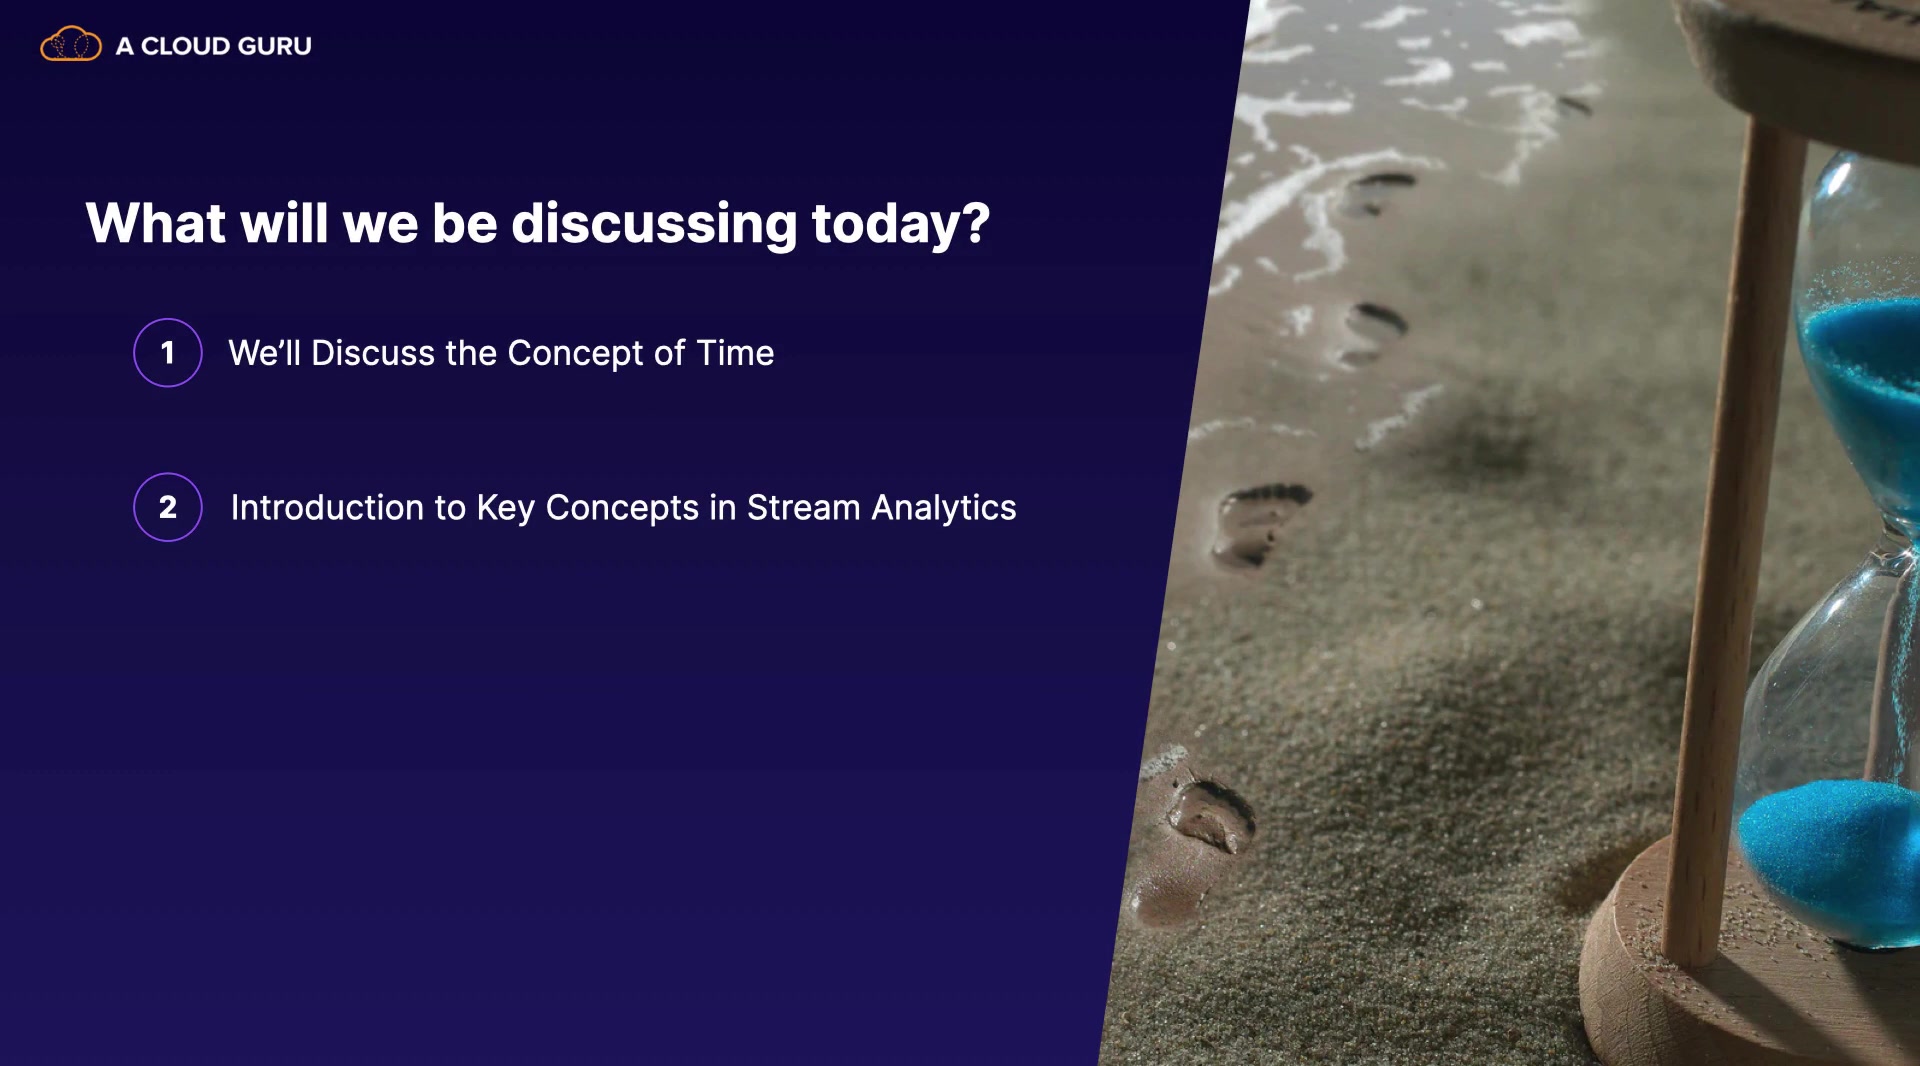 A CLOUD GURU
What will we be discussing today?
1 We’ll Discuss the Concept of Time
2 Introduction to Key Concepts in Stream Analytics